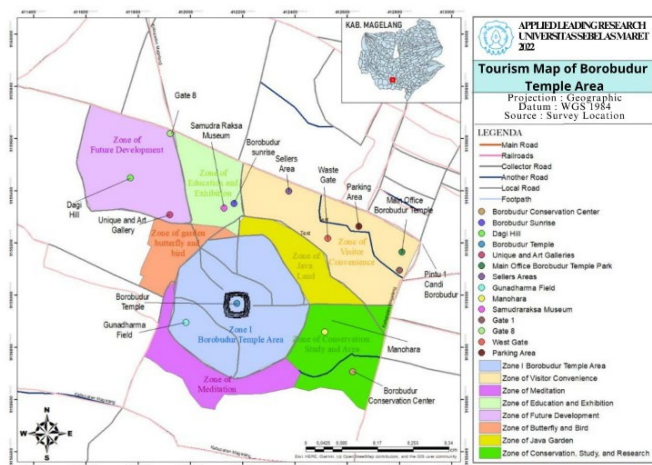 KAB. MAGELANG
Gate 8
Zone of
Future Development
Samudra Raksa
Museum
Borobudur
sunrise
Sellers
Area
Waste
Gate
Parking
Area
Main Office
Borobudur Temple
Zone of
Education and
Exhibition
Dagi
Hill
Unique and Art
Gallery
Zone of garden
butterfly and
bird
Zone of
Visitor
Convenience
Zone
of Java
Land
Pintu 1
Candi
Borobudur
Borobudur
Temple
Gunadharma
Field
Zone I
Borobudur Temple Area
Zone of Conservation
Study and Area
Manohara
Zone of
Meditation
Borobudur
Conservation Center
N
W
E
S
APPLIED LEADING RESEARCH
UNIVERSITAS SEBELAS MARET
2022
Tourism Map of Borobudur
Temple Area
Projection : Geographic
Datum : WGS 1984
Source : Survey Location
LEGENDA
Main Road
Railroads
Collector Road
Another Road
Local Road
Footpath
Borobudur Conservation Center
Borobudur Sunrise
Dagi Hill
Borobudur Temple
Unique and Art Galleries
Main Office Borobudur Temple Park
Sellers Areas
Gunadharma Field
Manohara
Samudraraksa Museum
Gate 1
Gate 8
West Gate
Parking Area
Zone I Borobudur Temple Area
Zone of Visitor Convenience
Zone of Meditation
Zone of Education and Exhibition
Zone of Future Development
Zone of Butterfly and Bird
Zone of Java Garden
Zone of Conservation, Study, and Research